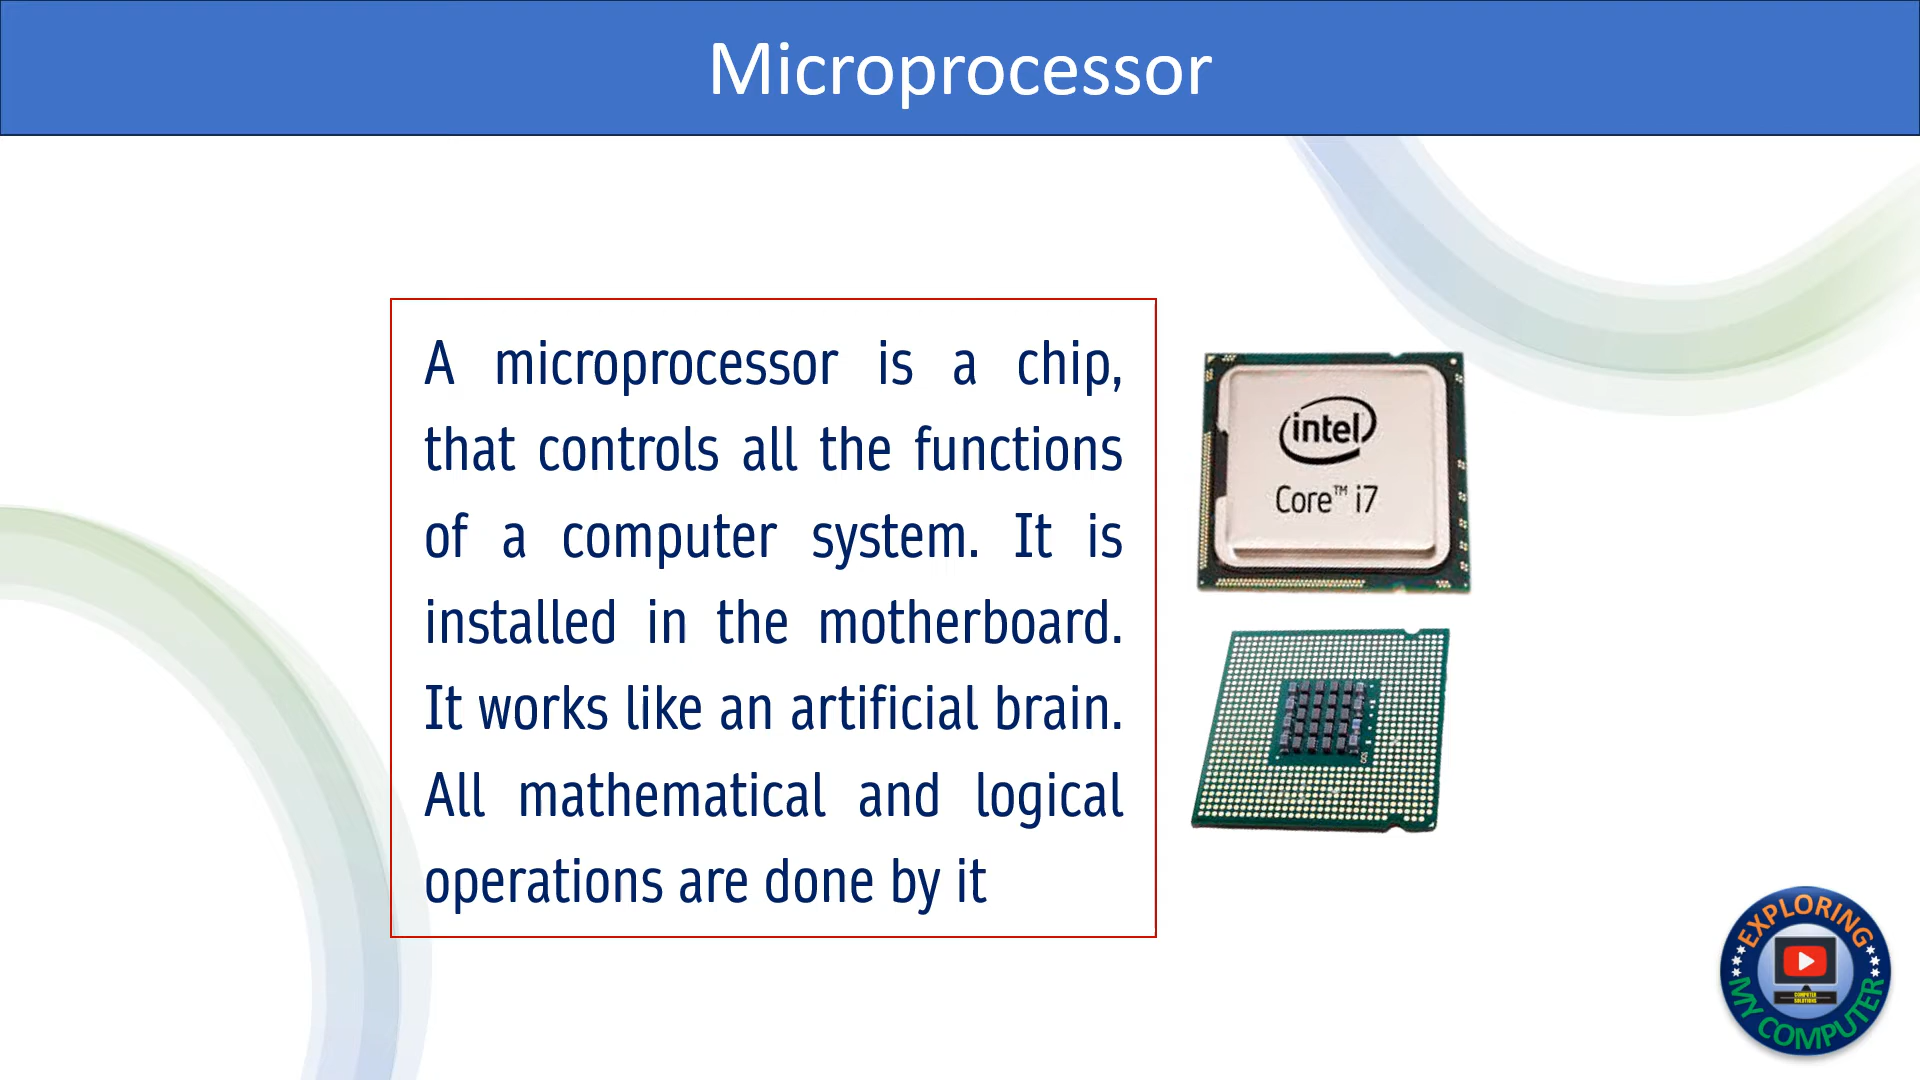 Microprocessor
A microprocessor is a chip,
that controls all the functions
of a computer system. It is
installed in the motherboard.
It works like an artificial brain.
All mathematical and logical
operations are done by it
intel
Core™ i7
EXPLORING
COMPUTER
SOLUTIONS
MY COMPUTER